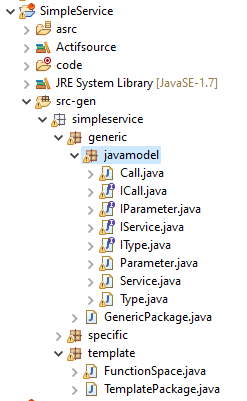 SimpleService
asrc
Actifsource
code
JRE System Library [JavaSE-1.7]
src-gen
simpleservice
generic
javamodel
Call.java
ICall.java
IParameter.java
IService.java
IType.java
Parameter.java
Service.java
Type.java
GenericPackage.java
specific
template
FunctionSpace.java
TemplatePackage.java